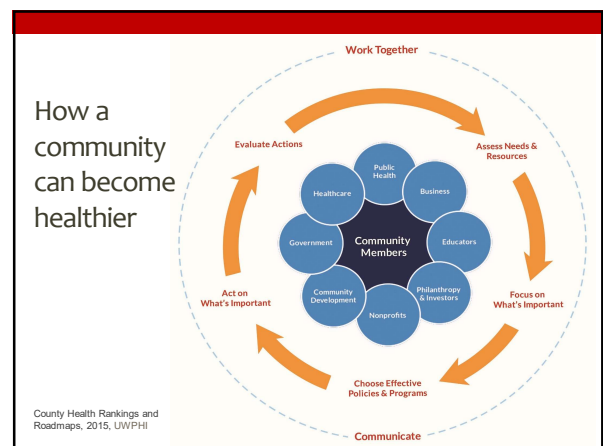 How a
community
can become
healthier
Work Together
Evaluate Actions
Assess Needs &
Resources
Public
Health
Healthcare
Business
Government
Community
Members
Educators
Community
Development
Philanthropy
& Investors
Nonprofits
Act on
What's Important
Focus on
What's Important
Choose Effective
Policies & Programs
Communicate
County Health Rankings and
Roadmaps, 2015, UWPHI